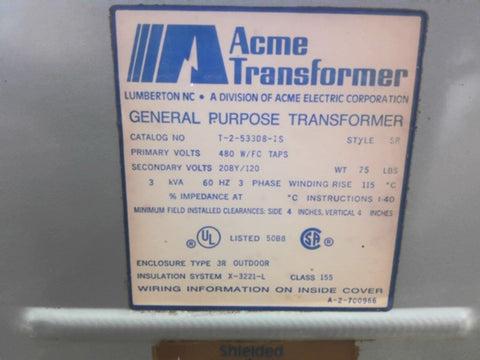 Acme
Transformer
LUMBERTON NC • A DIVISION OF ACME ELECTRIC CORPORATION
GENERAL PURPOSE TRANSFORMER
CATALOG NO T-2-53308-1S STYLE SR
PRIMARY VOLTS 480 W/FC TAPS
SECONDARY VOLTS 208Y/120 WT 75 LBS
3 kVA 60 HZ 3 PHASE WINDING RISE 115 °C
% IMPEDANCE AT °C INSTRUCTIONS I-40
MINIMUM FIELD INSTALLED CLEARANCES: SIDE 4 INCHES, VERTICAL 4 INCHES
UL LISTED 50B8 SA
ENCLOSURE TYPE 3R OUTDOOR
INSULATION SYSTEM X-3221-L CLASS 155
WIRING INFORMATION ON INSIDE COVER
A-2-700966
Shielded